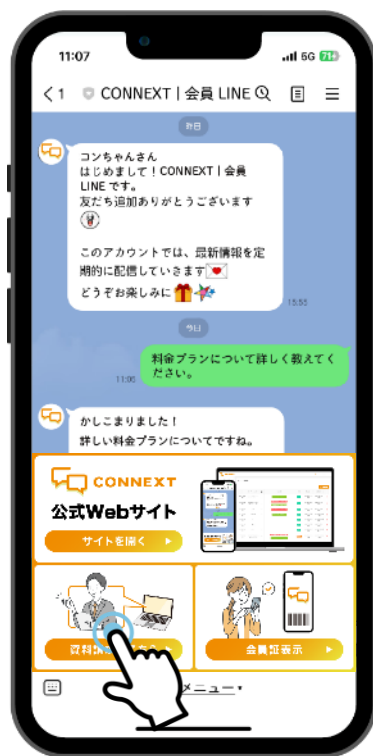 11:07
5G 71
1 CONNEXT | 会員 LINE
昨日
コンちゃんさん
はじめまして！CONNEXT | 会員
LINE です。
友だち追加ありがとうございます
このアカウントでは、最新情報を定
期的に配信していきます
どうぞお楽しみに
15:53
今日
料金プランについて詳しく教えてく
ださい。
11:06
かしこまりました！
詳しい料金プランについてですね。
CONNEXT
公式Webサイト
サイトを開く
資料請
会員証表示
メニュー